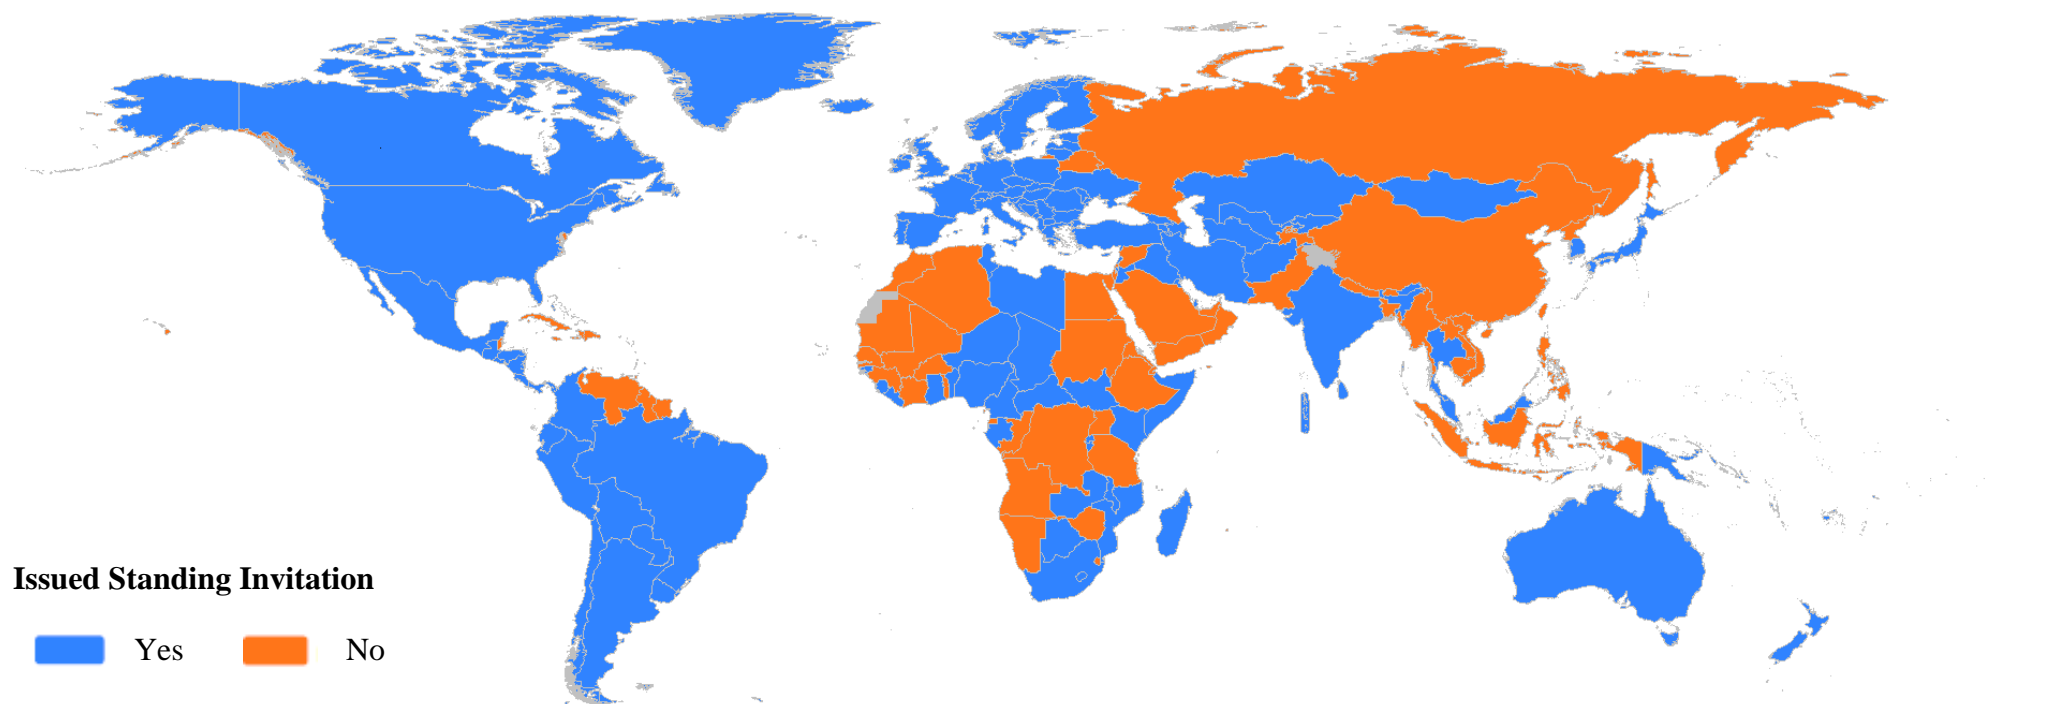 Issued Standing Invitation
Yes No